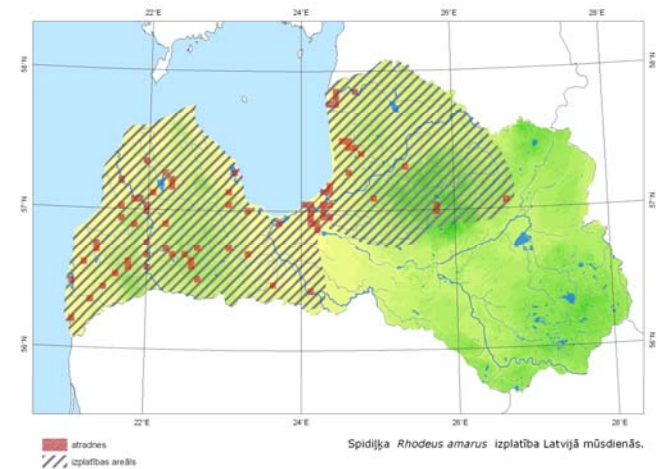 22°E 24°E 26°E 28°E
58°N 58°N
57°N 57°N
56°N 56°N
22°E 24°E 26°E 28°E
atradnes
izplatības areāls
Spidiļķa Rhodeus amarus izplatība Latvijā mūsdienās.